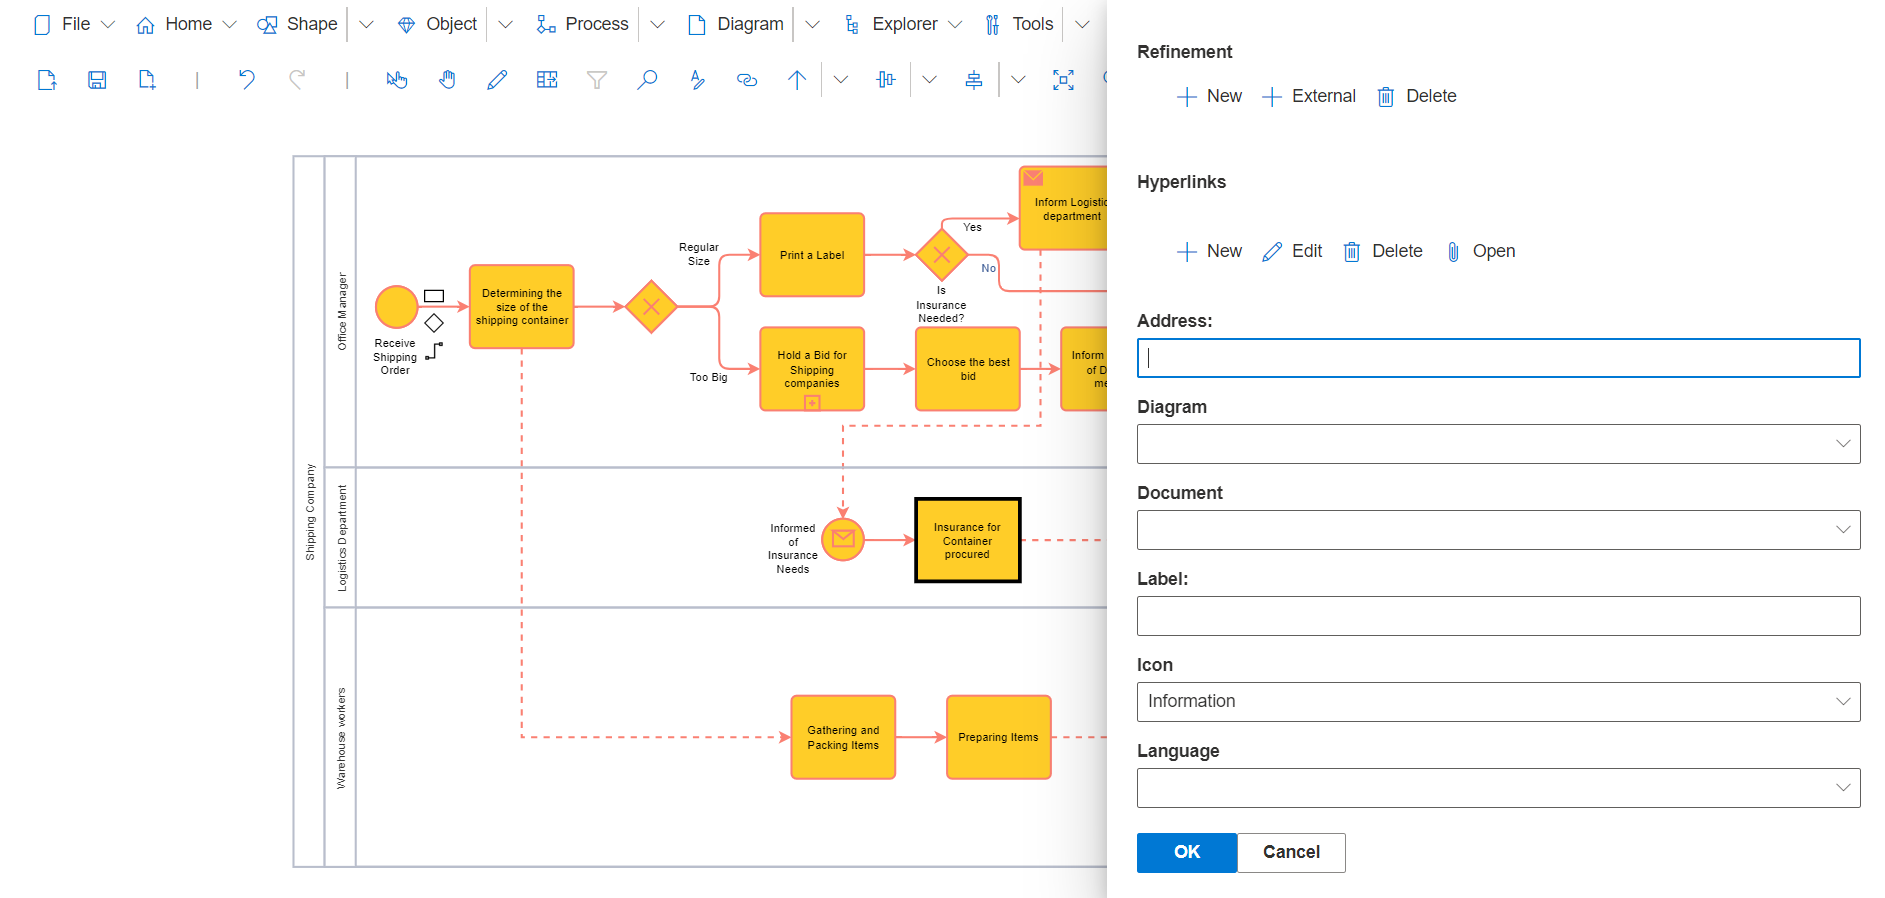 File
Home
Shape
Object
Process
Diagram
Explorer
Tools
Shipping Company
Office Manager
Receive
Shipping
Order
Determining the
size of the
shipping container
Regular
Size
Too Big
Print a Label
Hold a Bid for
Shipping
companies
Yes
No
Is
Insurance
Needed?
Choose the best
bid
Inform Logistic
department
Inform
of D
me
Logistics Department
Informed
of
Insurance
Needs
Insurance for
Container
procured
Warehouse workers
Gathering and
Packing Items
Preparing Items
Refinement
New
External
Delete
Hyperlinks
New
Edit
Delete
Open
Address:
Diagram
Document
Label:
Icon
Information
Language
OK
Cancel